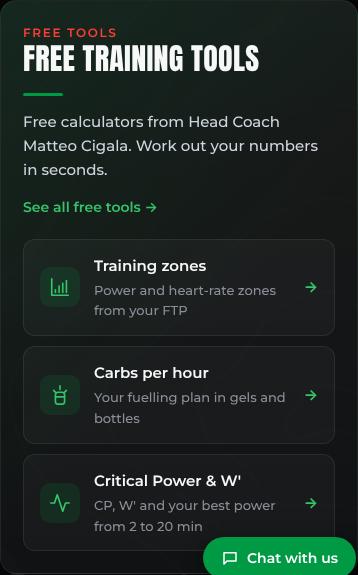 FREE TOOLS
FREE TRAINING TOOLS
Free calculators from Head Coach
Matteo Cigala. Work out your numbers
in seconds.
See all free tools →
Training zones
Power and heart-rate zones
from your FTP
Carbs per hour
Your fuelling plan in gels and
bottles
Critical Power & W'
CP, W' and your best power
from 2 to 20 min
Chat with us